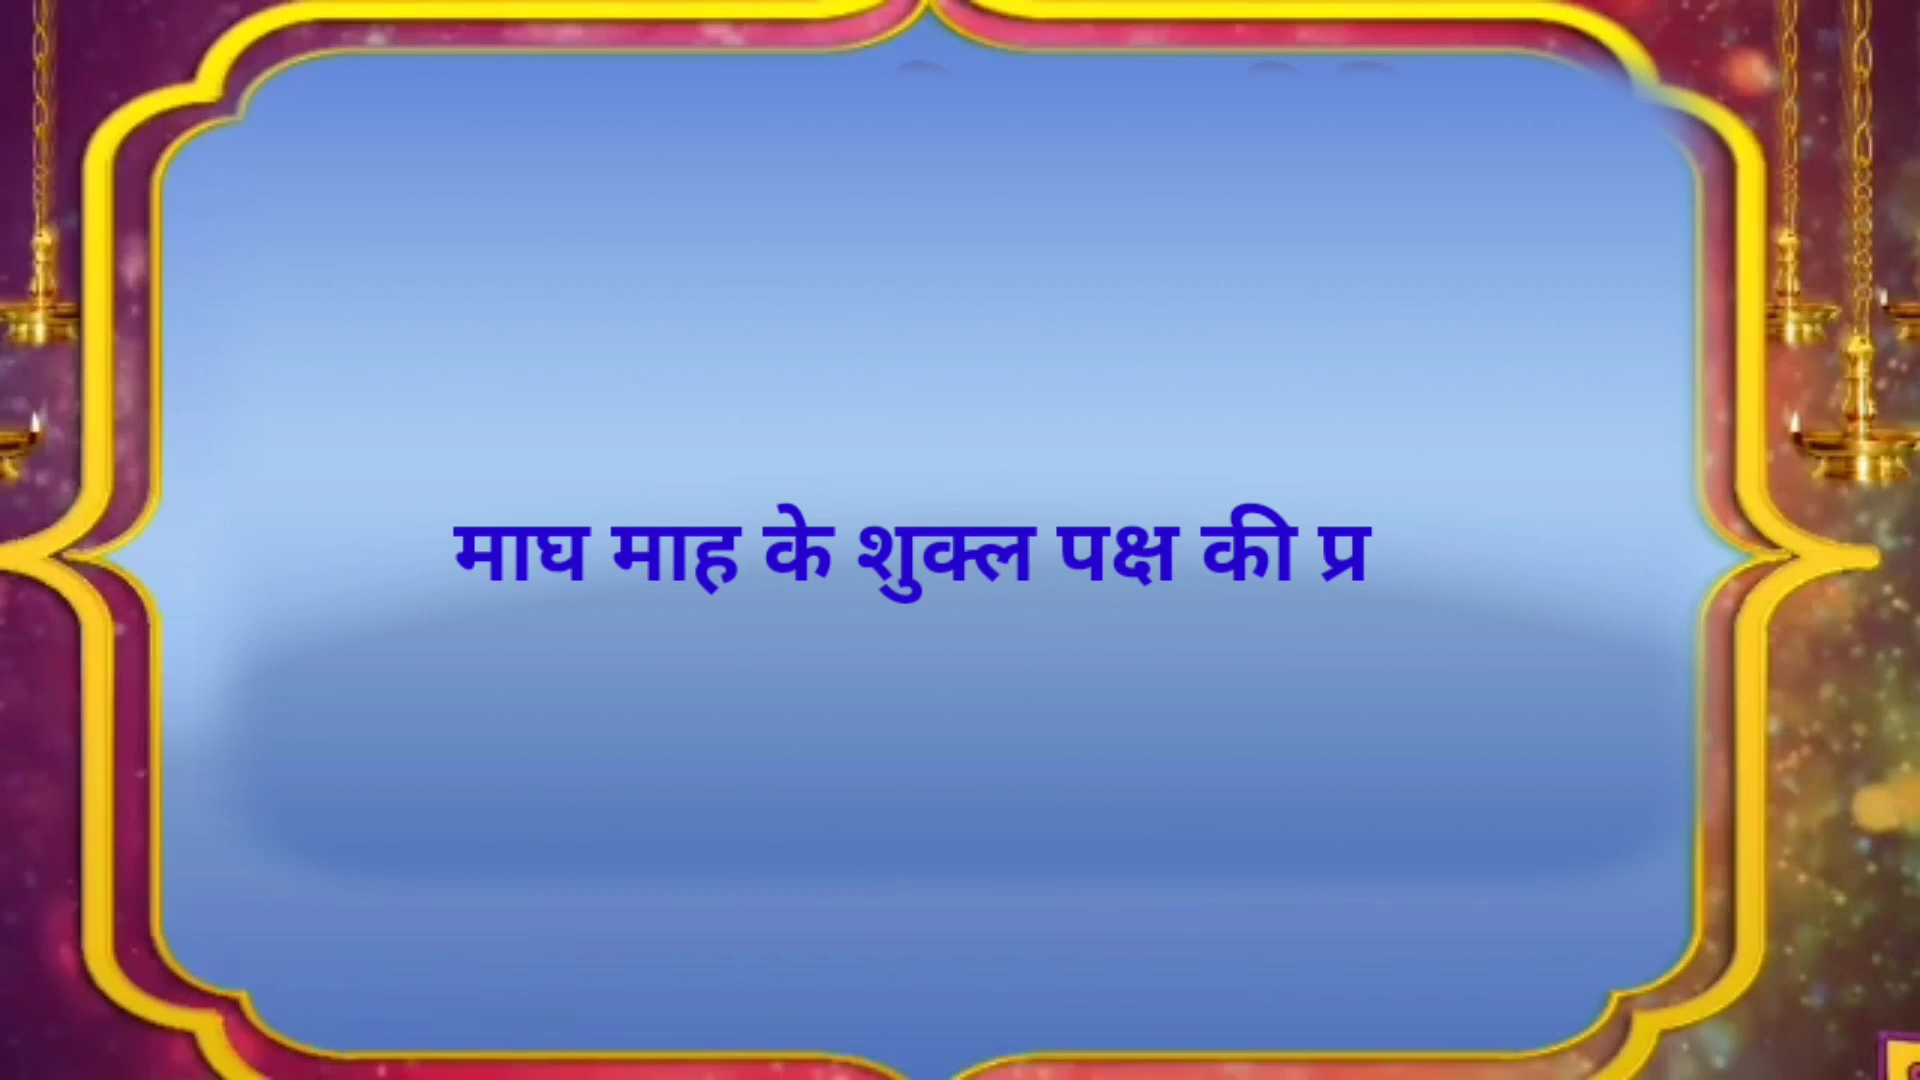 माघ माह के शुक्ल पक्ष की प्र